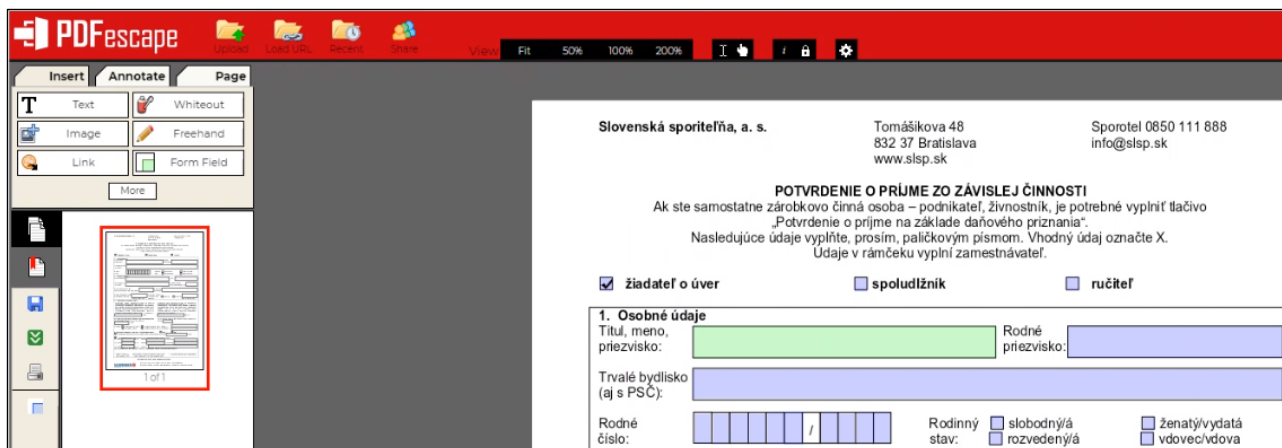 PDFescape
Upload Load URL Recent Share View Fit 50% 100% 200%
Insert Annotate Page
Text Whiteout
Image Freehand
Link Form Field
More
1 of 1
Slovenská sporiteľňa, a. s. Tomášikova 48 Sporotel 0850 111 888
832 37 Bratislava info@slsp.sk
www.slsp.sk
POTVRDENIE O PRÍJME ZO ZÁVISLEJ ČINNOSTI
Ak ste samostatne zárobkovo činná osoba – podnikateľ, živnostník, je potrebné vyplniť tlačivo
„Potvrdenie o príjme na základe daňového priznania“.
Nasledujúce údaje vyplňte, prosím, paličkovým písmom. Vhodný údaj označte X.
Údaje v rámčeku vyplní zamestnávateľ.
žiadateľ o úver spoludlžník ručiteľ
1. Osobné údaje
Titul, meno, Rodné
priezvisko: priezvisko:
Trvalé bydlisko
(aj s PSČ):
Rodné / Rodinný slobodný/á ženatý/vydatá
číslo: stav: rozvedený/á vdovec/vdova